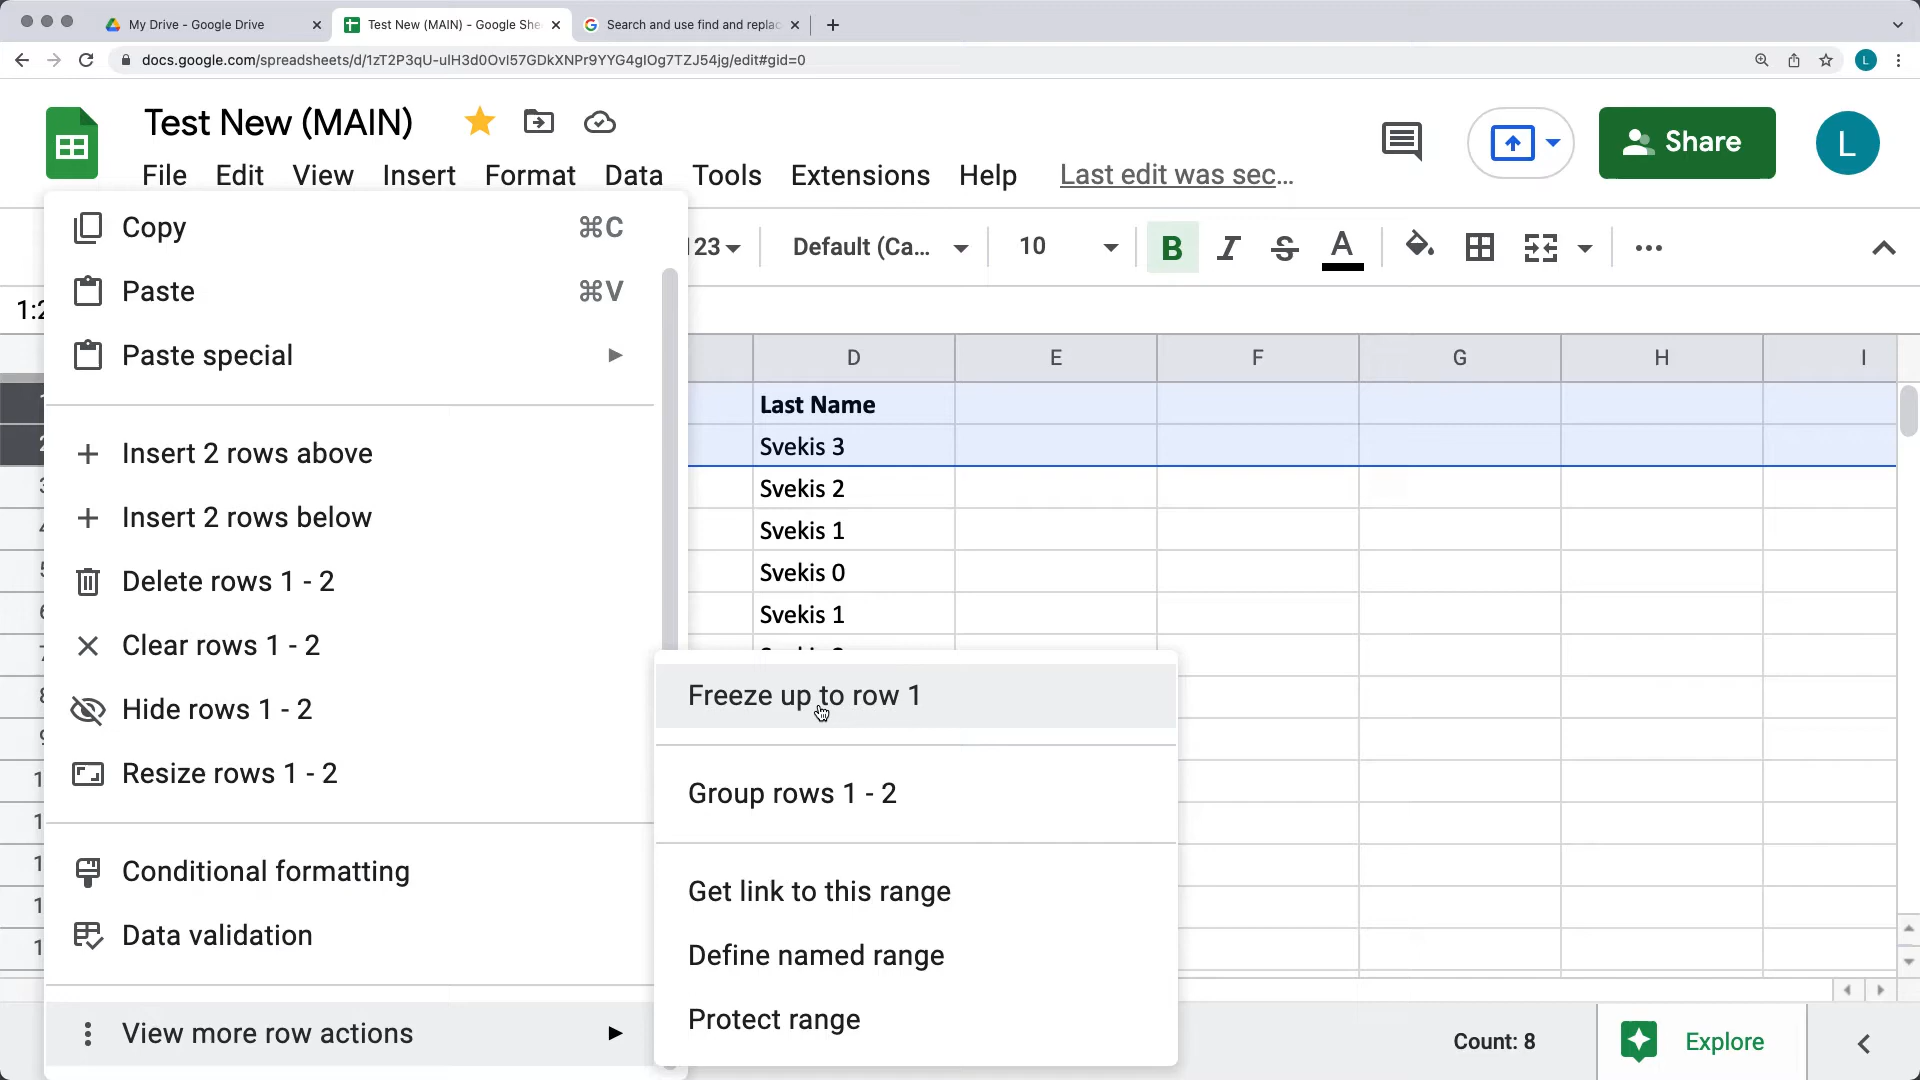 My Drive - Google Drive
Test New (MAIN) - Google She
Search and use find and replac
docs.google.com/spreadsheets/d/1zT2P3qU-uIH3d0OvI57GDkXNPr9YYG4gIOg7TZJ54jg/edit#gid=0
L
Test New (MAIN)
Share
L
File Edit View Insert Format Data Tools Extensions Help Last edit was sec...
Copy ⌘C
123 Default (Ca... 10 B I S A
Paste ⌘V
1:2
Paste special
D E F G H I
Last Name
Svekis 3
Insert 2 rows above
Svekis 2
Insert 2 rows below
Svekis 1
Delete rows 1 - 2
Svekis 0
Svekis 1
Clear rows 1 - 2
Hide rows 1 - 2
Freeze up to row 1
Resize rows 1 - 2
Group rows 1 - 2
Conditional formatting
Get link to this range
Data validation
Define named range
View more row actions
Protect range
Count: 8
Explore